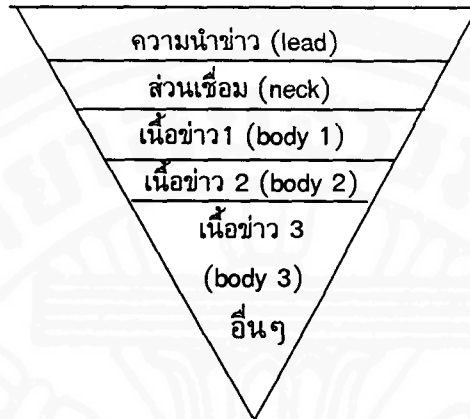 ความนำข่าว (lead)
ส่วนเชื่อม (neck)
เนื้อข่าว1 (body 1)
เนื้อข่าว 2 (body 2)
เนื้อข่าว 3
(body 3)
อื่นๆ